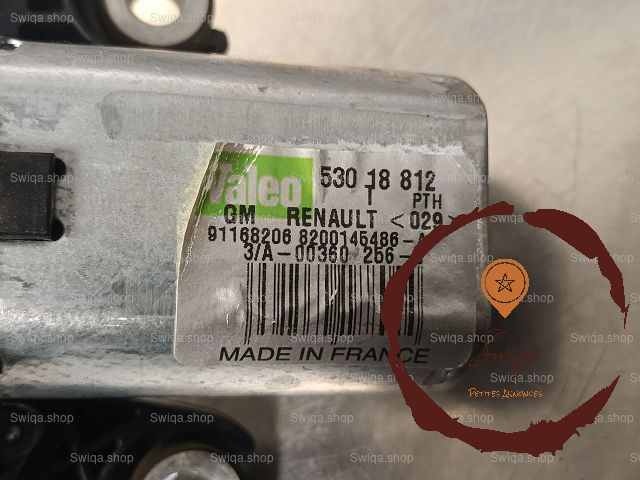 Valeo
530 18 812
T PTH
GM RENAULT <029>
91168206 8200145486-
3/A-00360 256-
MADE IN FRANCE
Swiqa
PETITES ANNONCES
Swiqa.shop